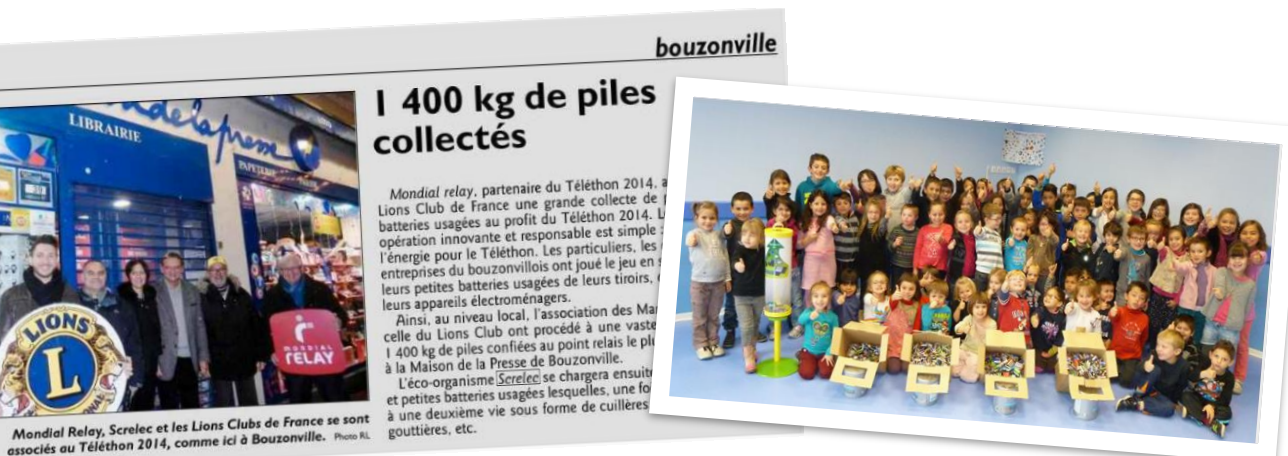 bouzonville
1 400 kg de piles
collectés
Mondial relay, partenaire du Téléthon 2014, a
Lions Club de France une grande collecte de
batteries usagées au profit du Téléthon 2014. L
opération innovante et responsable est simple :
l'énergie pour le Téléthon. Les particuliers, les
entreprises du bouzonvillois ont joué le jeu en
leurs petites batteries usagées de leurs tiroirs,
leurs appareils électroménagers.
Ainsi, au niveau local, l'association des
celle du Lions Club ont procédé à une vaste
1 400 kg de piles confiées au point relais le
à la Maison de la Presse de Bouzonville.
L'éco-organisme Screlec se chargera ensuite
et petites batteries usagées lesquelles, une
à une deuxième vie sous forme de cuillères
gouttières, etc.
LIBRAIRIE
delapresse
PAPETERIE
LIONS
L
MONDIAL
RELAY
Mondial Relay, Screlec et les Lions Clubs de France se sont
associés au Téléthon 2014, comme ici à Bouzonville. Photo RL